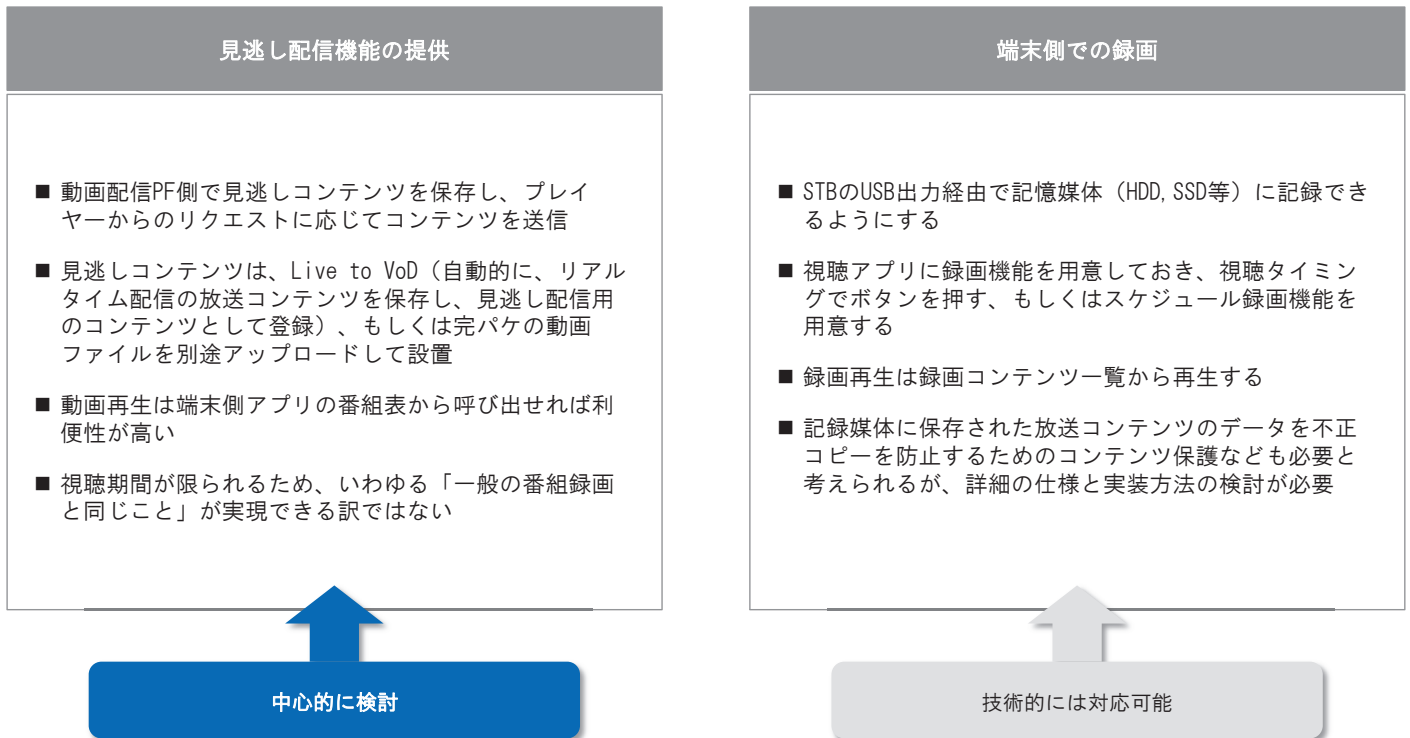 見逃し配信機能の提供
■ 動画配信PF側で見逃しコンテンツを保存し、プレイ
ヤーからのリクエストに応じてコンテンツを送信
■ 見逃しコンテンツは、Live to VoD（自動的に、リアル
タイム配信の放送コンテンツを保存し、見逃し配信用
のコンテンツとして登録）、もしくは完パケの動画
ファイルを別途アップロードして設置
■ 動画再生は端末側アプリの番組表から呼び出せれば利
便性が高い
■ 視聴期間が限られるため、いわゆる「一般の番組録画
と同じこと」が実現できる訳ではない
中心的に検討
端末側での録画
■ STBのUSB出力経由で記憶媒体（HDD,SSD等）に記録でき
るようにする
■ 視聴アプリに録画機能を用意しておき、視聴タイミン
グでボタンを押す、もしくはスケジュール録画機能を
用意する
■ 録画再生は録画コンテンツ一覧から再生する
■ 記録媒体に保存された放送コンテンツのデータを不正
コピーを防止するためのコンテンツ保護なども必要と
考えられるが、詳細の仕様と実装方法の検討が必要
技術的には対応可能